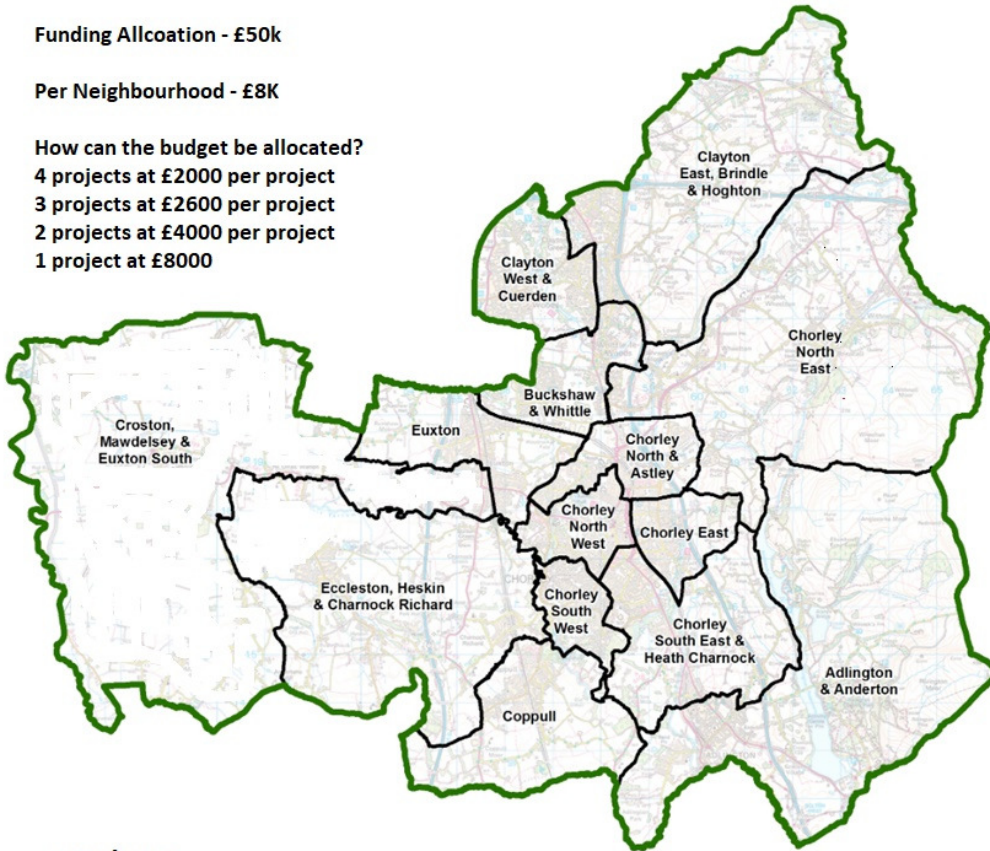 Funding Allcoation - £50k
Per Neighbourhood - £8K
How can the budget be allocated?
4 projects at £2000 per project
3 projects at £2600 per project
2 projects at £4000 per project
1 project at £8000
Clayton
East, Brindle
& Hoghton
Clayton
West &
Cuerden
Chorley
North
East
Buckshaw
& Whittle
Croston,
Mawdelsey &
Euxton South
Euxton
Chorley
North &
Astley
Chorley
North
West
Chorley East
Eccleston, Heskin
& Charnock Richard
Chorley
South
West
Chorley
South East &
Heath Charnock
Adlington
& Anderton
Coppull